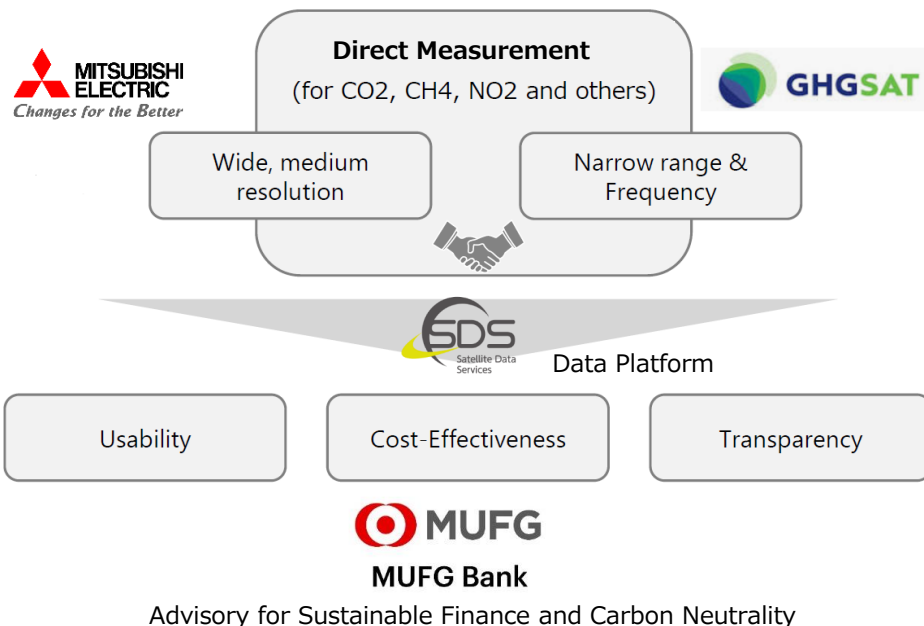 Direct Measurement
(for CO2, CH4, NO2 and others)
MITSUBISHI
ELECTRIC
Changes for the Better
GHGSAT
Wide, medium
resolution
Narrow range &
Frequency
SDS
Satellite Data
Services
Data Platform
Usability
Cost-Effectiveness
Transparency
MUFG
MUFG Bank
Advisory for Sustainable Finance and Carbon Neutrality